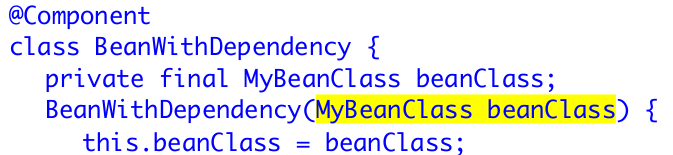 @Component
class BeanWithDependency {
private final MyBeanClass beanClass;
BeanWithDependency(MyBeanClass beanClass) {
this.beanClass = beanClass;